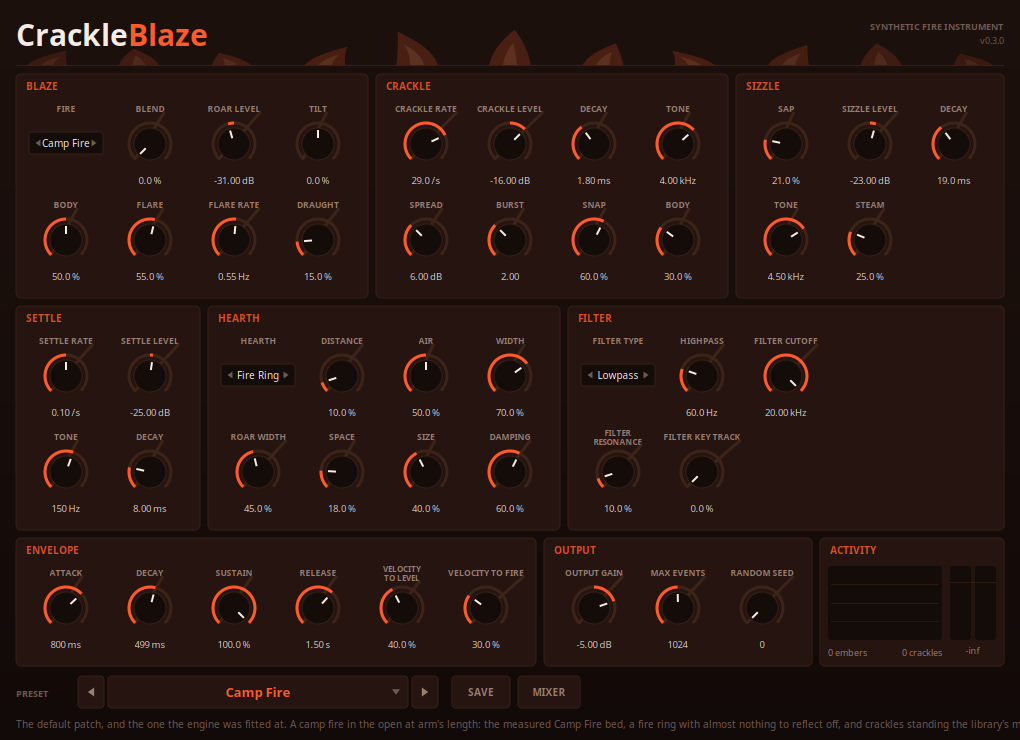 CrackleBlaze
SYNTHETIC FIRE INSTRUMENT
v0.3.0
BLAZE
FIRE BLEND ROAR LEVEL TILT
Camp Fire
0.0 % -31.00 dB 0.0 %
BODY FLARE FLARE RATE DRAUGHT
50.0 % 55.0 % 0.55 Hz 15.0 %
CRACKLE
CRACKLE RATE CRACKLE LEVEL DECAY TONE
29.0 /s -16.00 dB 1.80 ms 4.00 kHz
SPREAD BURST SNAP BODY
6.00 dB 2.00 60.0 % 30.0 %
SIZZLE
SAP SIZZLE LEVEL DECAY
21.0 % -23.00 dB 19.0 ms
TONE STEAM
4.50 kHz 25.0 %
SETTLE
SETTLE RATE SETTLE LEVEL
0.10 /s -25.00 dB
TONE DECAY
150 Hz 8.00 ms
HEARTH
HEARTH DISTANCE AIR WIDTH
Fire Ring
10.0 % 50.0 % 70.0 %
ROAR WIDTH SPACE SIZE DAMPING
45.0 % 18.0 % 40.0 % 60.0 %
FILTER
FILTER TYPE HIGHPASS FILTER CUTOFF
Lowpass
60.0 Hz 20.00 kHz
FILTER
RESONANCE FILTER KEY TRACK
10.0 % 0.0 %
ENVELOPE
ATTACK DECAY SUSTAIN RELEASE VELOCITY
TO LEVEL VELOCITY TO FIRE
800 ms 499 ms 100.0 % 1.50 s 40.0 % 30.0 %
OUTPUT
OUTPUT GAIN MAX EVENTS RANDOM SEED
-5.00 dB 1024 0
ACTIVITY
0 embers 0 crackles -inf
PRESET Camp Fire SAVE MIXER
The default patch, and the one the engine was fitted at. A camp fire in the open at arm's length: the measured Camp Fire bed, a fire ring with almost nothing to reflect off, and crackles standing the library's